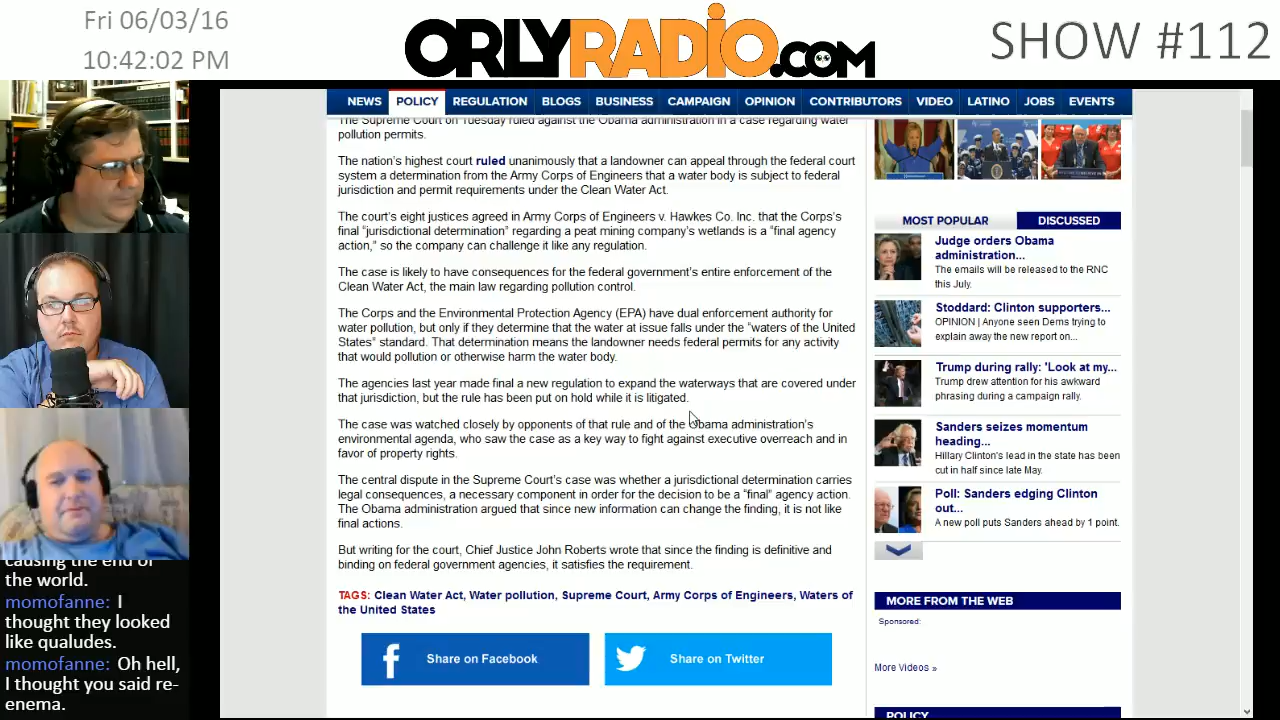 Fri 06/03/16
10:42:02 PM
ORLYRADIO.COM
SHOW #112
NEWS POLICY REGULATION BLOGS BUSINESS CAMPAIGN OPINION CONTRIBUTORS VIDEO LATINO JOBS EVENTS
The Supreme Court on Tuesday ruled against the Obama administration in a case regarding water
pollution permits.
The nation's highest court ruled unanimously that a landowner can appeal through the federal court
system a determination from the Army Corps of Engineers that a water body is subject to federal
jurisdiction and permit requirements under the Clean Water Act.
The court's eight justices agreed in Army Corps of Engineers v. Hawkes Co. Inc. that the Corps's
final "jurisdictional determination" regarding a peat mining company's wetlands is a "final agency
action," so the company can challenge it like any regulation.
The case is likely to have consequences for the federal government's entire enforcement of the
Clean Water Act, the main law regarding pollution control.
The Corps and the Environmental Protection Agency (EPA) have dual enforcement authority for
water pollution, but only if they determine that the water at issue falls under the "waters of the United
States" standard. That determination means the landowner needs federal permits for any activity
that would pollution or otherwise harm the water body.
The agencies last year made final a new regulation to expand the waterways that are covered under
that jurisdiction, but the rule has been put on hold while it is litigated.
The case was watched closely by opponents of that rule and of the Obama administration's
environmental agenda, who saw the case as a key way to fight against executive overreach and in
favor of property rights.
The central dispute in the Supreme Court's case was whether a jurisdictional determination carries
legal consequences, a necessary component in order for the decision to be a "final" agency action.
The Obama administration argued that since new information can change the finding, it is not like
final actions.
But writing for the court, Chief Justice John Roberts wrote that since the finding is definitive and
binding on federal government agencies, it satisfies the requirement.
TAGS: Clean Water Act, Water pollution, Supreme Court, Army Corps of Engineers, Waters of
the United States
Share on Facebook
Share on Twitter
MOST POPULAR DISCUSSED
Judge orders Obama
administration...
The emails will be released to the RNC
this July.
Stoddard: Clinton supporters...
OPINION | Anyone seen Dems trying to
explain away the new report on...
Trump during rally: 'Look at my...
Trump drew attention for his awkward
phrasing during a campaign rally.
Sanders seizes momentum
heading...
Hillary Clinton's lead in the state has been
cut in half since late May.
Poll: Sanders edging Clinton
out...
A new poll puts Sanders ahead by 1 point.
MORE FROM THE WEB
Sponsored:
More Videos »
POLICY
causing the end of
the world.
momofanne: I
thought they looked
like qualudes.
momofanne: Oh hell,
I thought you said re-
enema.